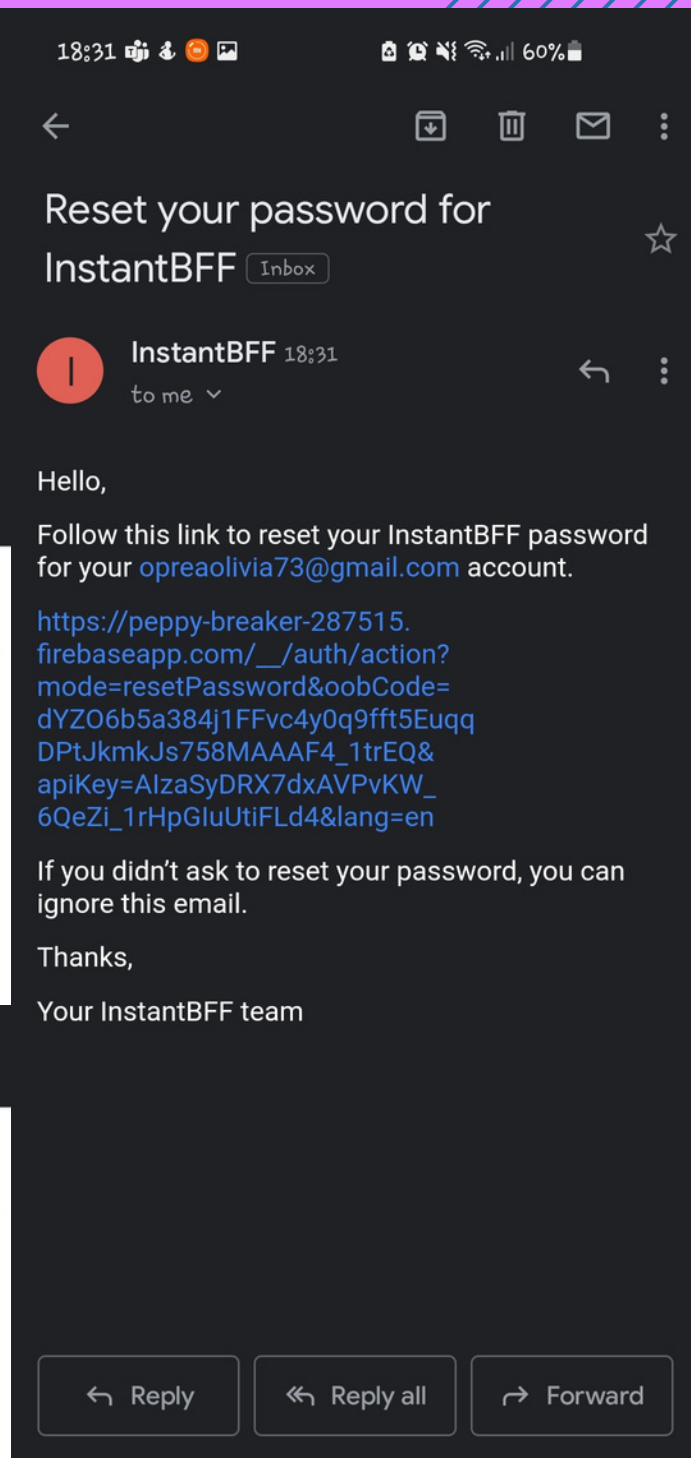 18:31
60%
Reset your password for
InstantBFF Inbox
I
InstantBFF 18:31
to me
Hello,
Follow this link to reset your InstantBFF password
for your opreaolivia73@gmail.com account.
https://peppy-breaker-287515.
firebaseapp.com/__/auth/action?
mode=resetPassword&oobCode=
dYZO6b5a384j1FFvc4y0q9fft5Euqq
DPtJkmkJs758MAAAF4_1trEQ&
apiKey=AIzaSyDRX7dxAVPvKW_
6QeZi_1rHpGIuUtiFLd4&lang=en
If you didn't ask to reset your password, you can
ignore this email.
Thanks,
Your InstantBFF team
Reply
Reply all
Forward